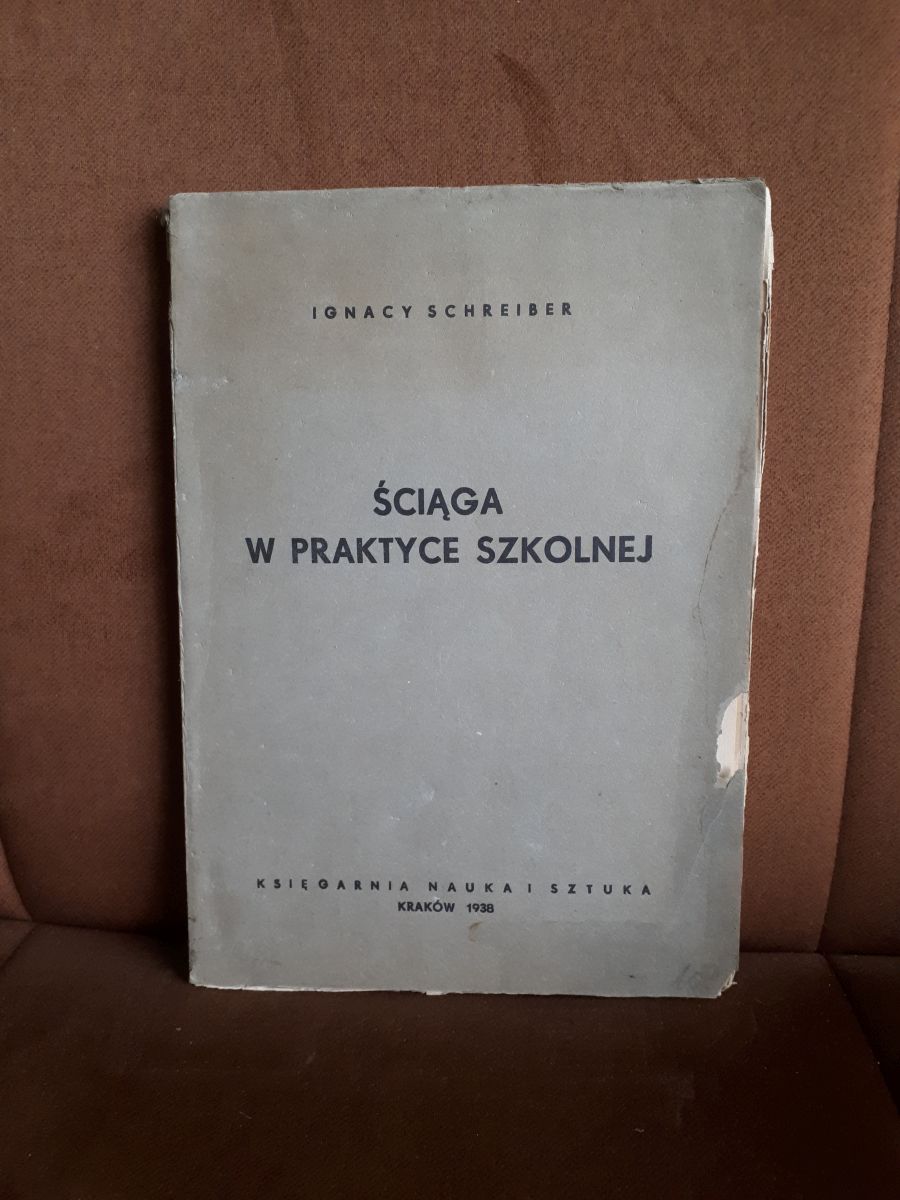 IGNACY SCHREIBER
ŚCIĄGA
W PRAKTYCE SZKOLNEJ
KSIĘGARNIA NAUKA I SZTUKA
KRAKÓW 1938